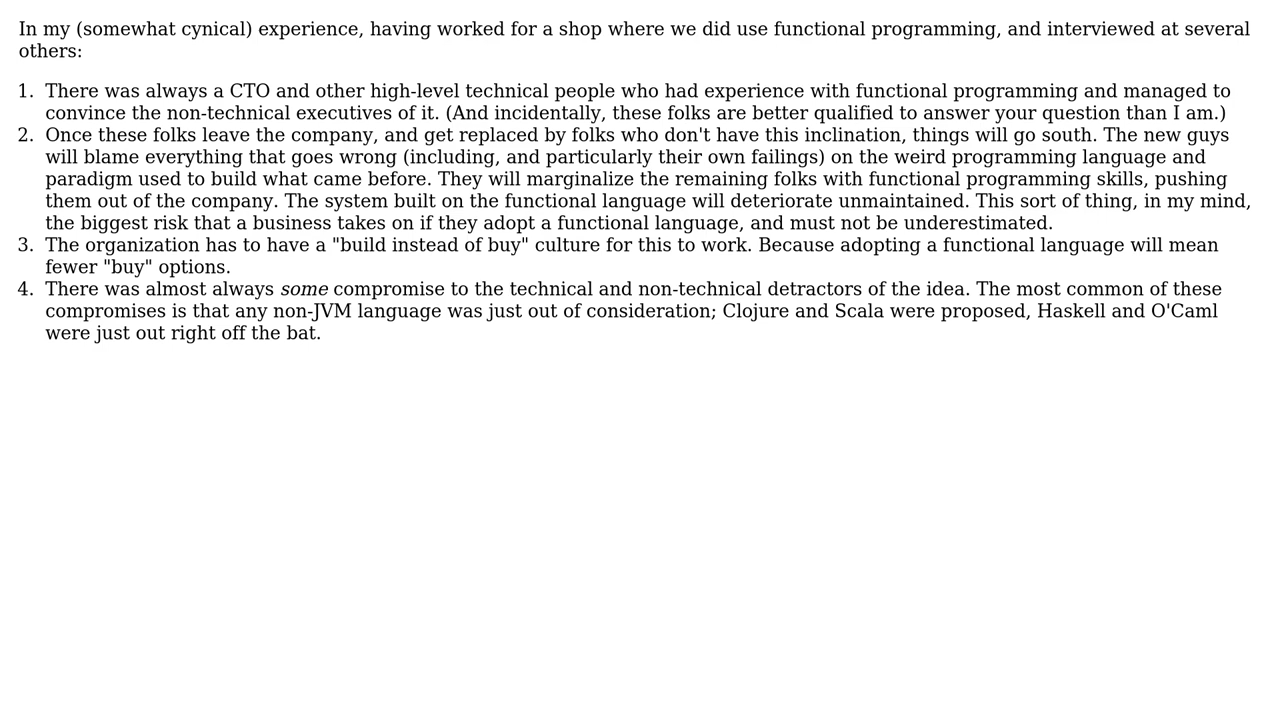 In my (somewhat cynical) experience, having worked for a shop where we did use functional programming, and interviewed at several
others:
1. There was always a CTO and other high-level technical people who had experience with functional programming and managed to
convince the non-technical executives of it. (And incidentally, these folks are better qualified to answer your question than I am.)
2. Once these folks leave the company, and get replaced by folks who don't have this inclination, things will go south. The new guys
will blame everything that goes wrong (including, and particularly their own failings) on the weird programming language and
paradigm used to build what came before. They will marginalize the remaining folks with functional programming skills, pushing
them out of the company. The system built on the functional language will deteriorate unmaintained. This sort of thing, in my mind,
the biggest risk that a business takes on if they adopt a functional language, and must not be underestimated.
3. The organization has to have a "build instead of buy" culture for this to work. Because adopting a functional language will mean
fewer "buy" options.
4. There was almost always some compromise to the technical and non-technical detractors of the idea. The most common of these
compromises is that any non-JVM language was just out of consideration; Clojure and Scala were proposed, Haskell and O'Caml
were just out right off the bat.